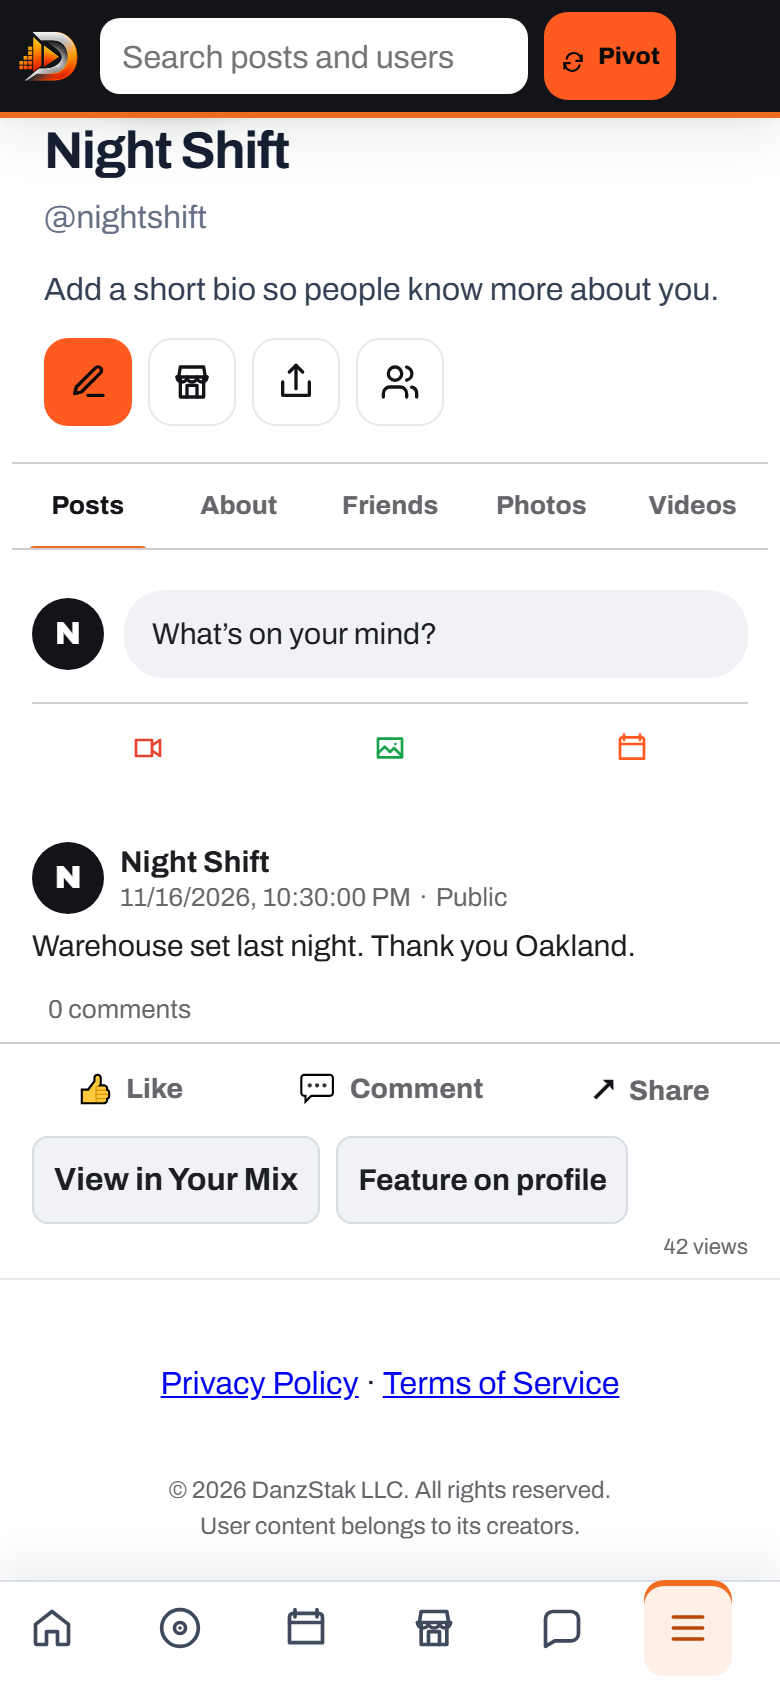 Search posts and users
Pivot
Night Shift
@nightshift
Add a short bio so people know more about you.
Posts About Friends Photos Videos
N
What’s on your mind?
N
Night Shift
11/16/2026, 10:30:00 PM · Public
Warehouse set last night. Thank you Oakland.
0 comments
Like Comment Share
View in Your Mix Feature on profile
42 views
Privacy Policy · Terms of Service
© 2026 DanzStak LLC. All rights reserved.
User content belongs to its creators.